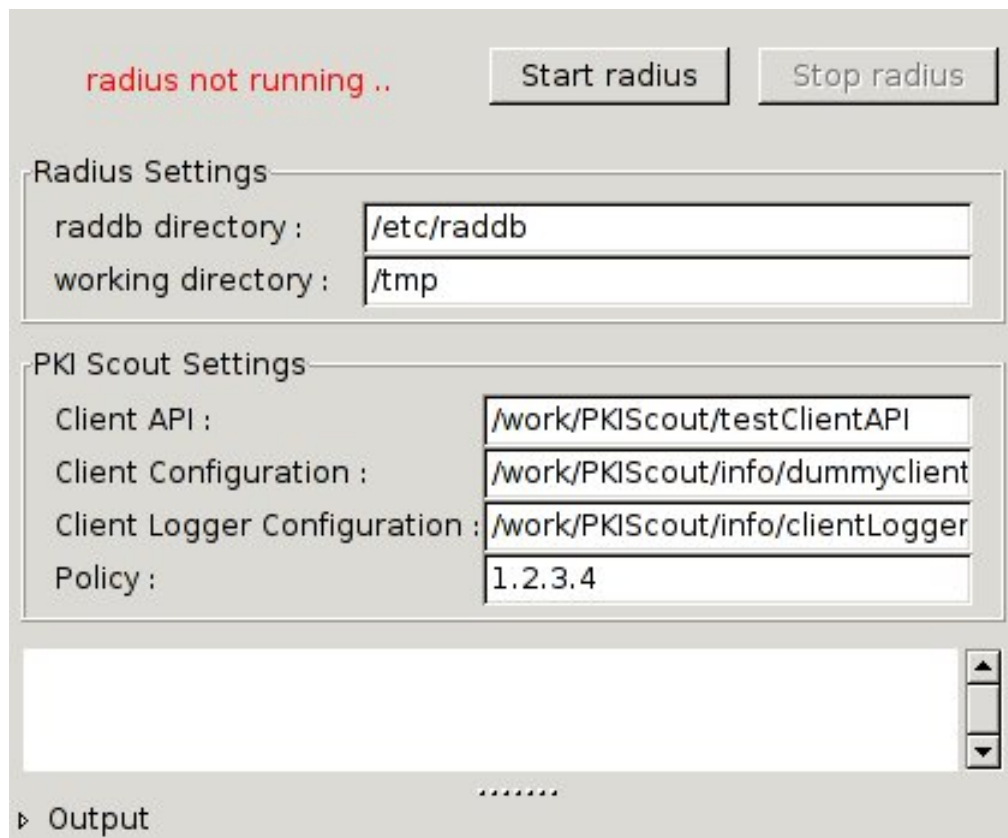 radius not running ..
Start radius
Stop radius
Radius Settings
raddb directory : /etc/raddb
working directory : /tmp
PKI Scout Settings
Client API : /work/PKIScout/testClientAPI
Client Configuration : /work/PKIScout/info/dummyclient
Client Logger Configuration : /work/PKIScout/info/clientLogger
Policy : 1.2.3.4
Output